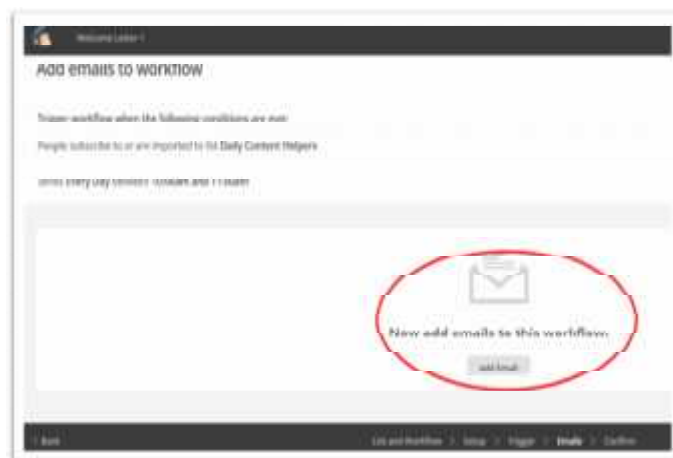 Welcome Letter 1
Add emails to workflow
Trigger workflow when the following conditions are met
People subscribe to or are imported to list Daily Content Helpers
Every Day between and
Now add emails to this workflow.
Add Email
Back
List and Workflow > Setup > Trigger > Emails > Confirm